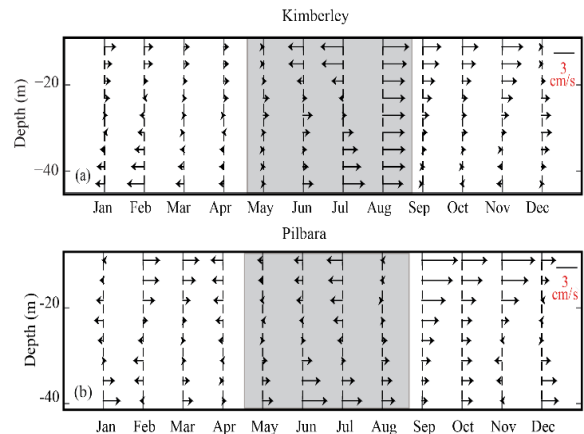 Kimberley
Depth (m)
−20
−40
(a)
3
cm/s
Jan Feb Mar Apr May Jun Jul Aug Sep Oct Nov Dec
Pilbara
Depth (m)
-20
-40
(b)
3
cm/s
Jan Feb Mar Apr May Jun Jul Aug Sep Oct Nov Dec